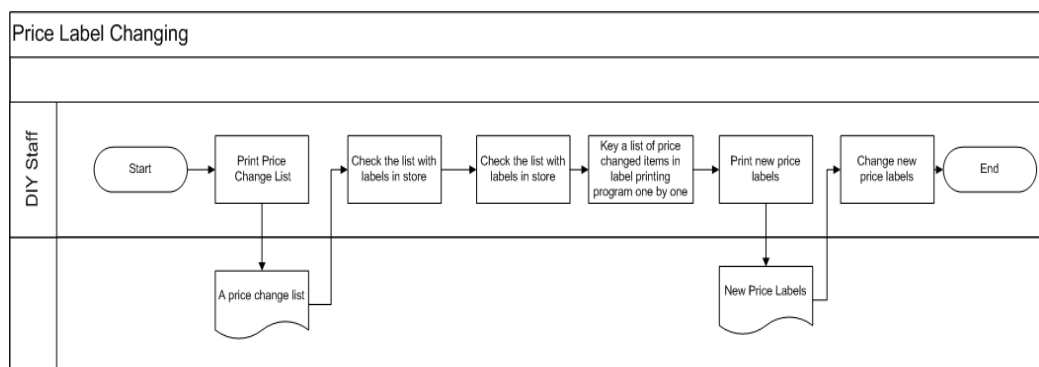 Price Label Changing
DIY Staff
Start
Print Price
Change List
Check the list with
labels in store
Check the list with
labels in store
Key a list of price
changed items in
label printing
program one by one
Print new price
labels
Change new
price labels
End
A price change list
New Price Labels